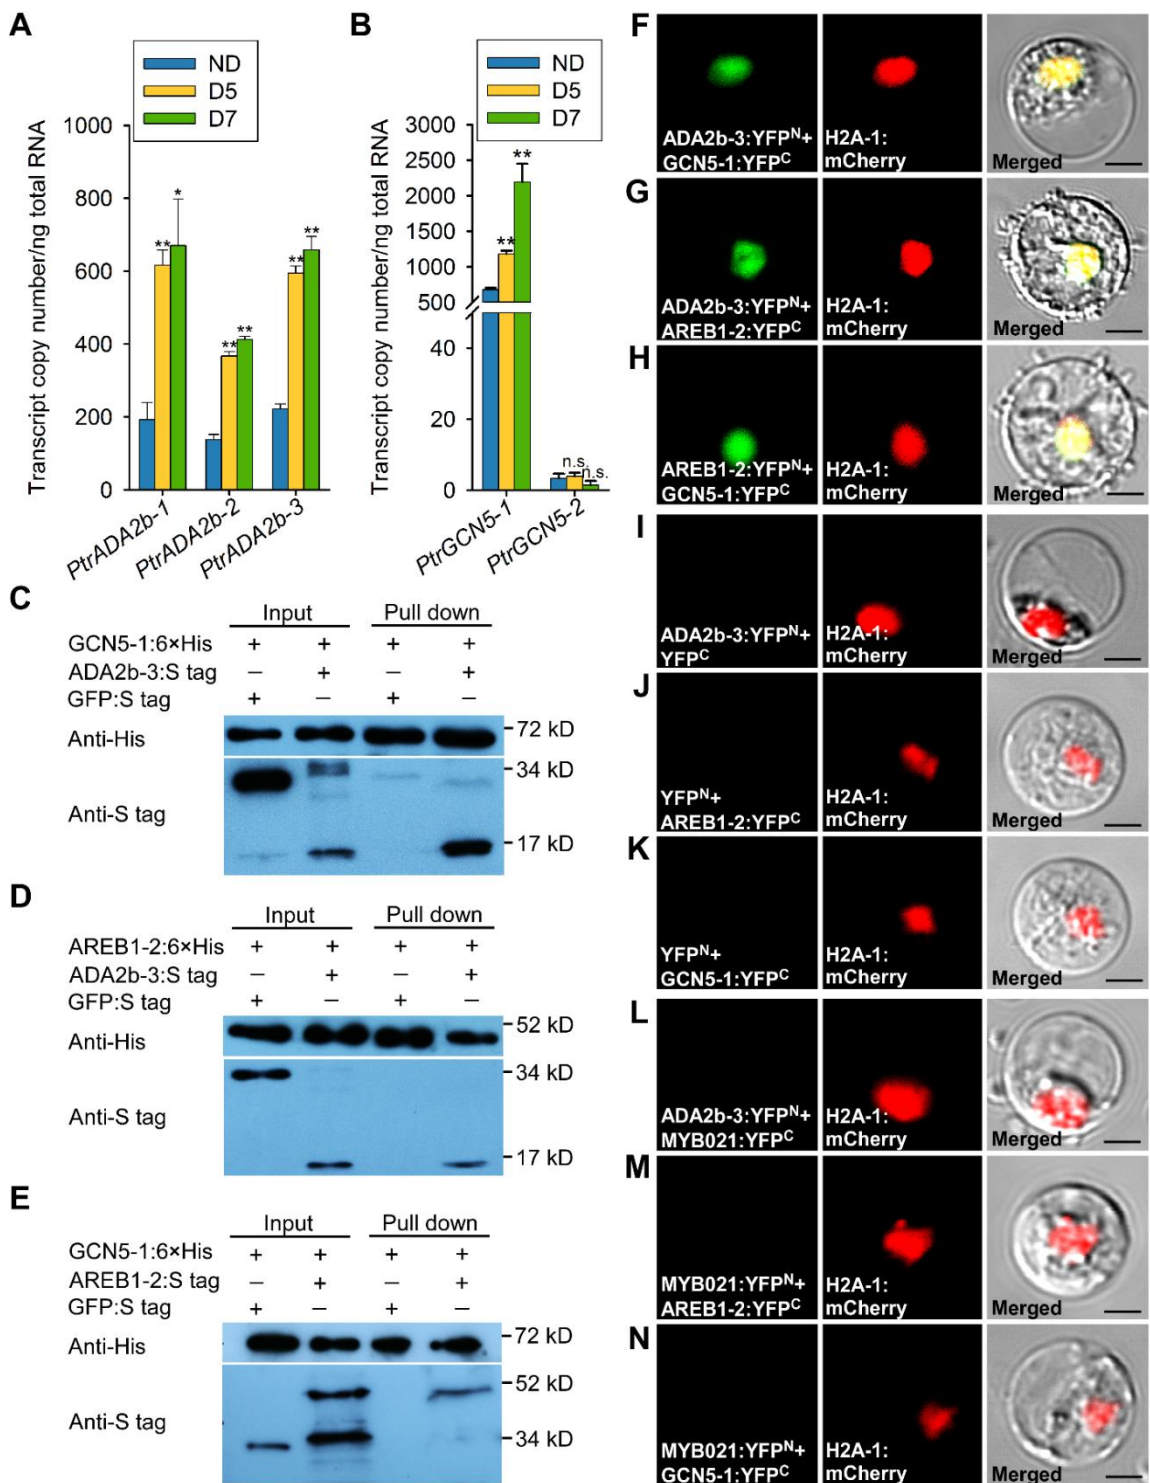 A
ND
D5
D7
Transcript copy number/ng total RNA
1000
800
600
400
200
0
**
*
**
**
**
**
PtrADA2b-1
PtrADA2b-2
PtrADA2b-3
B
ND
D5
D7
Transcript copy number/ng total RNA
3000
2500
2000
1500
1000
500
40
20
0
**
**
n.s.
n.s.
PtrGCN5-1
PtrGCN5-2
C
Input Pull down
GCN5-1:6×His + + + +
ADA2b-3:S tag − + − +
GFP:S tag + − + −
Anti-His
72 kD
34 kD
Anti-S tag
17 kD
D
Input Pull down
AREB1-2:6×His + + + +
ADA2b-3:S tag − + − +
GFP:S tag + − + −
Anti-His
52 kD
34 kD
Anti-S tag
17 kD
E
Input Pull down
GCN5-1:6×His + + + +
AREB1-2:S tag − + − +
GFP:S tag + − + −
Anti-His
72 kD
52 kD
Anti-S tag
34 kD
F
ADA2b-3:YFPᴺ+
GCN5-1:YFPᶜ
H2A-1:
mCherry
Merged
G
ADA2b-3:YFPᴺ+
AREB1-2:YFPᶜ
H2A-1:
mCherry
Merged
H
AREB1-2:YFPᴺ+
GCN5-1:YFPᶜ
H2A-1:
mCherry
Merged
I
ADA2b-3:YFPᴺ+
YFPᶜ
H2A-1:
mCherry
Merged
J
YFPᴺ+
AREB1-2:YFPᶜ
H2A-1:
mCherry
Merged
K
YFPᴺ+
GCN5-1:YFPᶜ
H2A-1:
mCherry
Merged
L
ADA2b-3:YFPᴺ+
MYB021:YFPᶜ
H2A-1:
mCherry
Merged
M
MYB021:YFPᴺ+
AREB1-2:YFPᶜ
H2A-1:
mCherry
Merged
N
MYB021:YFPᴺ+
GCN5-1:YFPᶜ
H2A-1:
mCherry
Merged